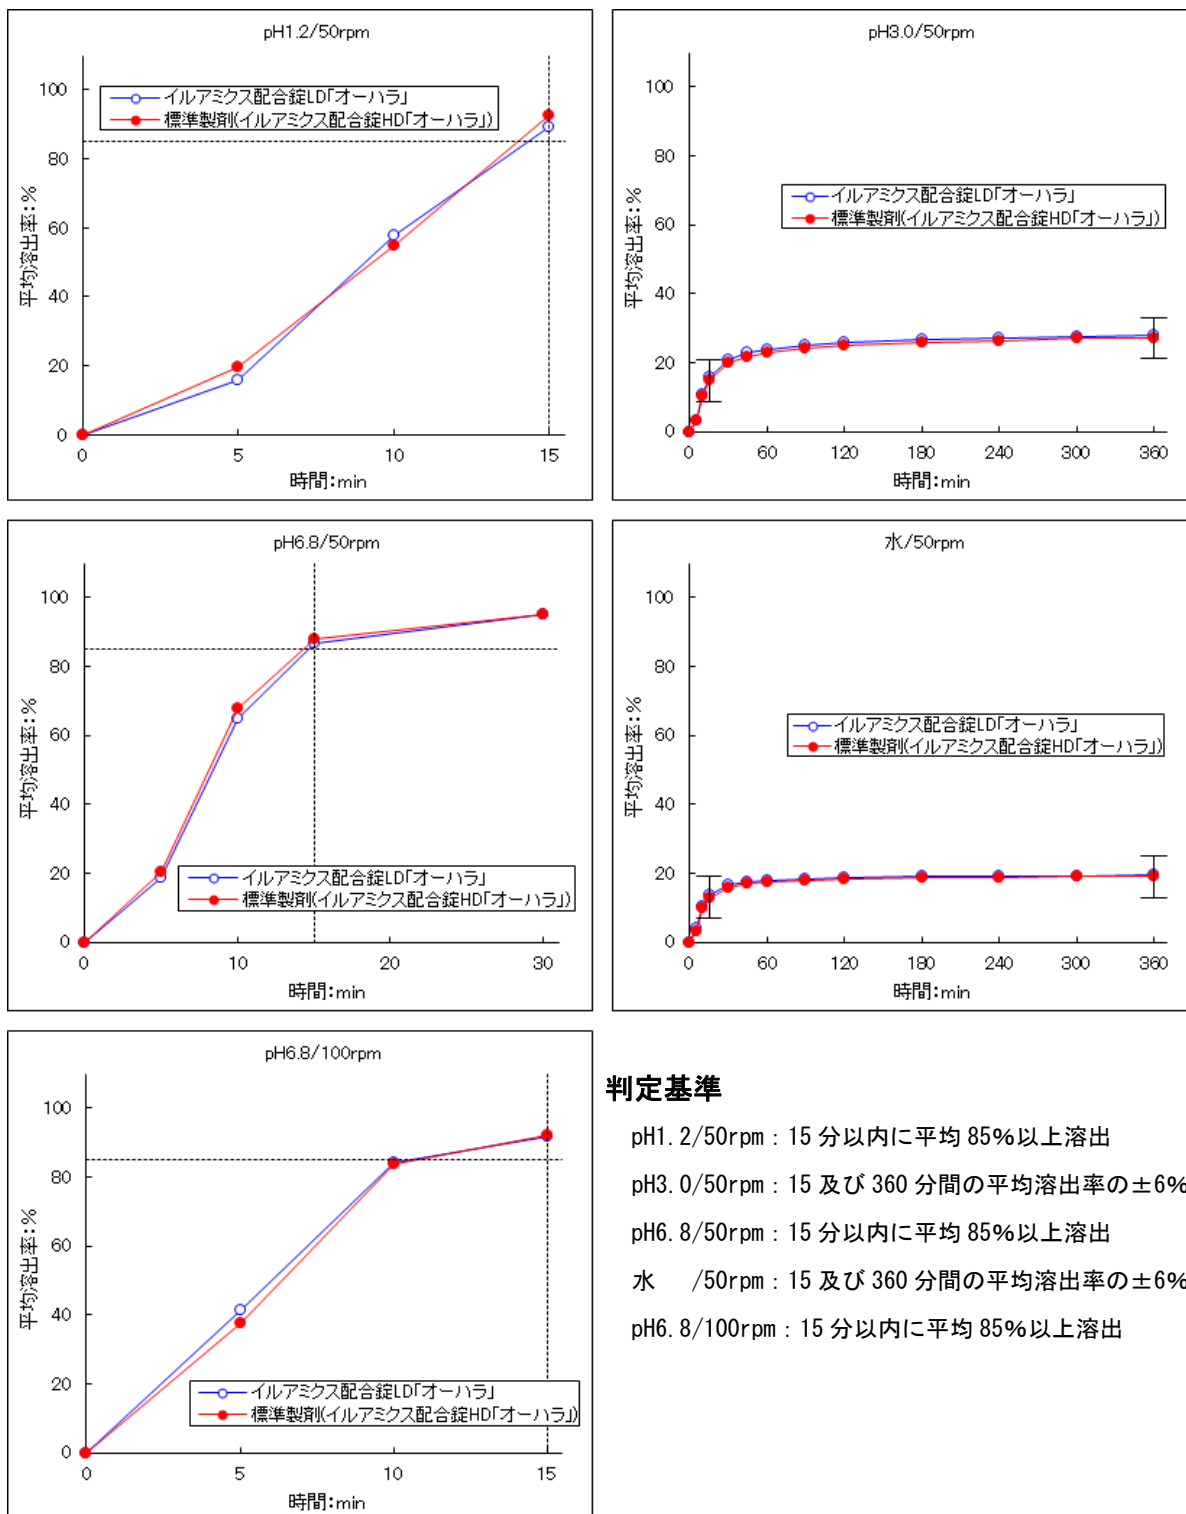 pH1.2/50rpm
100
80
60
40
20
0
平均溶出率:%
イルアミクス配合錠LD「オーハラ」
標準製剤(イルアミクス配合錠HD「オーハラ」)
0 5 10 15
時間:min
pH3.0/50rpm
100
80
60
40
20
0
平均溶出率:%
イルアミクス配合錠LD「オーハラ」
標準製剤(イルアミクス配合錠HD「オーハラ」)
0 60 120 180 240 300 360
時間:min
pH6.8/50rpm
100
80
60
40
20
0
平均溶出率:%
イルアミクス配合錠LD「オーハラ」
標準製剤(イルアミクス配合錠HD「オーハラ」)
0 10 20 30
時間:min
水/50rpm
100
80
60
40
20
0
平均溶出率:%
イルアミクス配合錠LD「オーハラ」
標準製剤(イルアミクス配合錠HD「オーハラ」)
0 60 120 180 240 300 360
時間:min
pH6.8/100rpm
100
80
60
40
20
0
平均溶出率:%
イルアミクス配合錠LD「オーハラ」
標準製剤(イルアミクス配合錠HD「オーハラ」)
0 5 10 15
時間:min
判定基準
pH1.2/50rpm：15 分以内に平均 85%以上溶出
pH3.0/50rpm：15 及び 360 分間の平均溶出率の±6%
pH6.8/50rpm：15 分以内に平均 85%以上溶出
水 /50rpm：15 及び 360 分間の平均溶出率の±6%
pH6.8/100rpm：15 分以内に平均 85%以上溶出